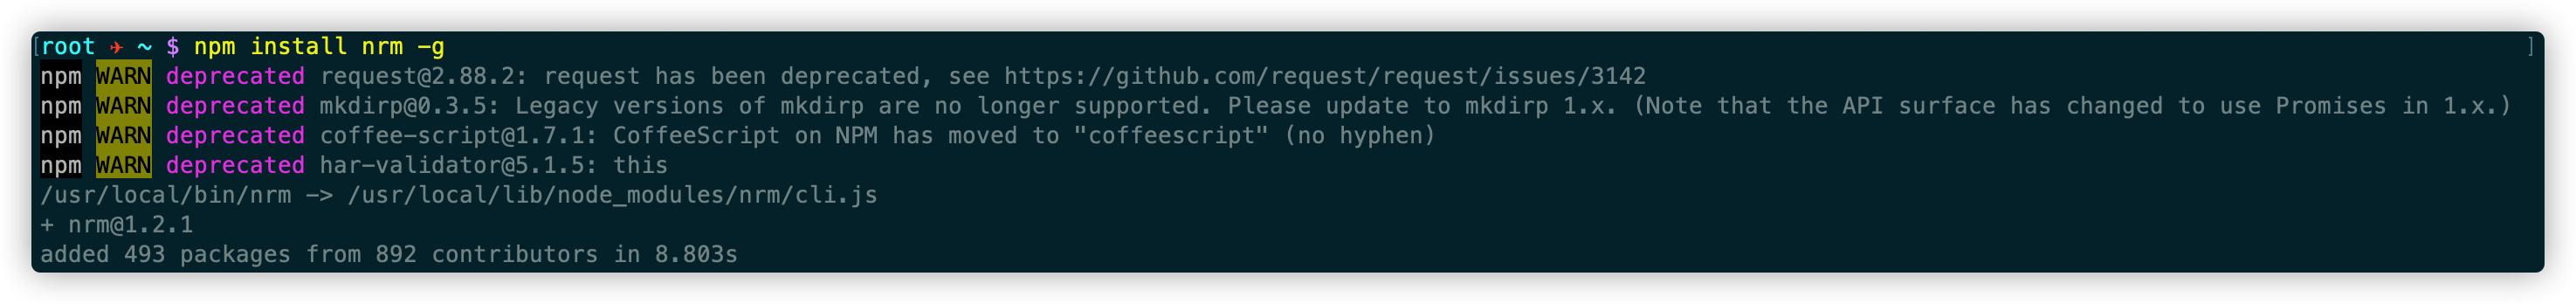 [root ✈ ~ $ npm install nrm -g ]
npm WARN deprecated request@2.88.2: request has been deprecated, see https://github.com/request/request/issues/3142
npm WARN deprecated mkdirp@0.3.5: Legacy versions of mkdirp are no longer supported. Please update to mkdirp 1.x. (Note that the API surface has changed to use Promises in 1.x.)
npm WARN deprecated coffee-script@1.7.1: CoffeeScript on NPM has moved to "coffeescript" (no hyphen)
npm WARN deprecated har-validator@5.1.5: this
/usr/local/bin/nrm -> /usr/local/lib/node_modules/nrm/cli.js
+ nrm@1.2.1
added 493 packages from 892 contributors in 8.803s